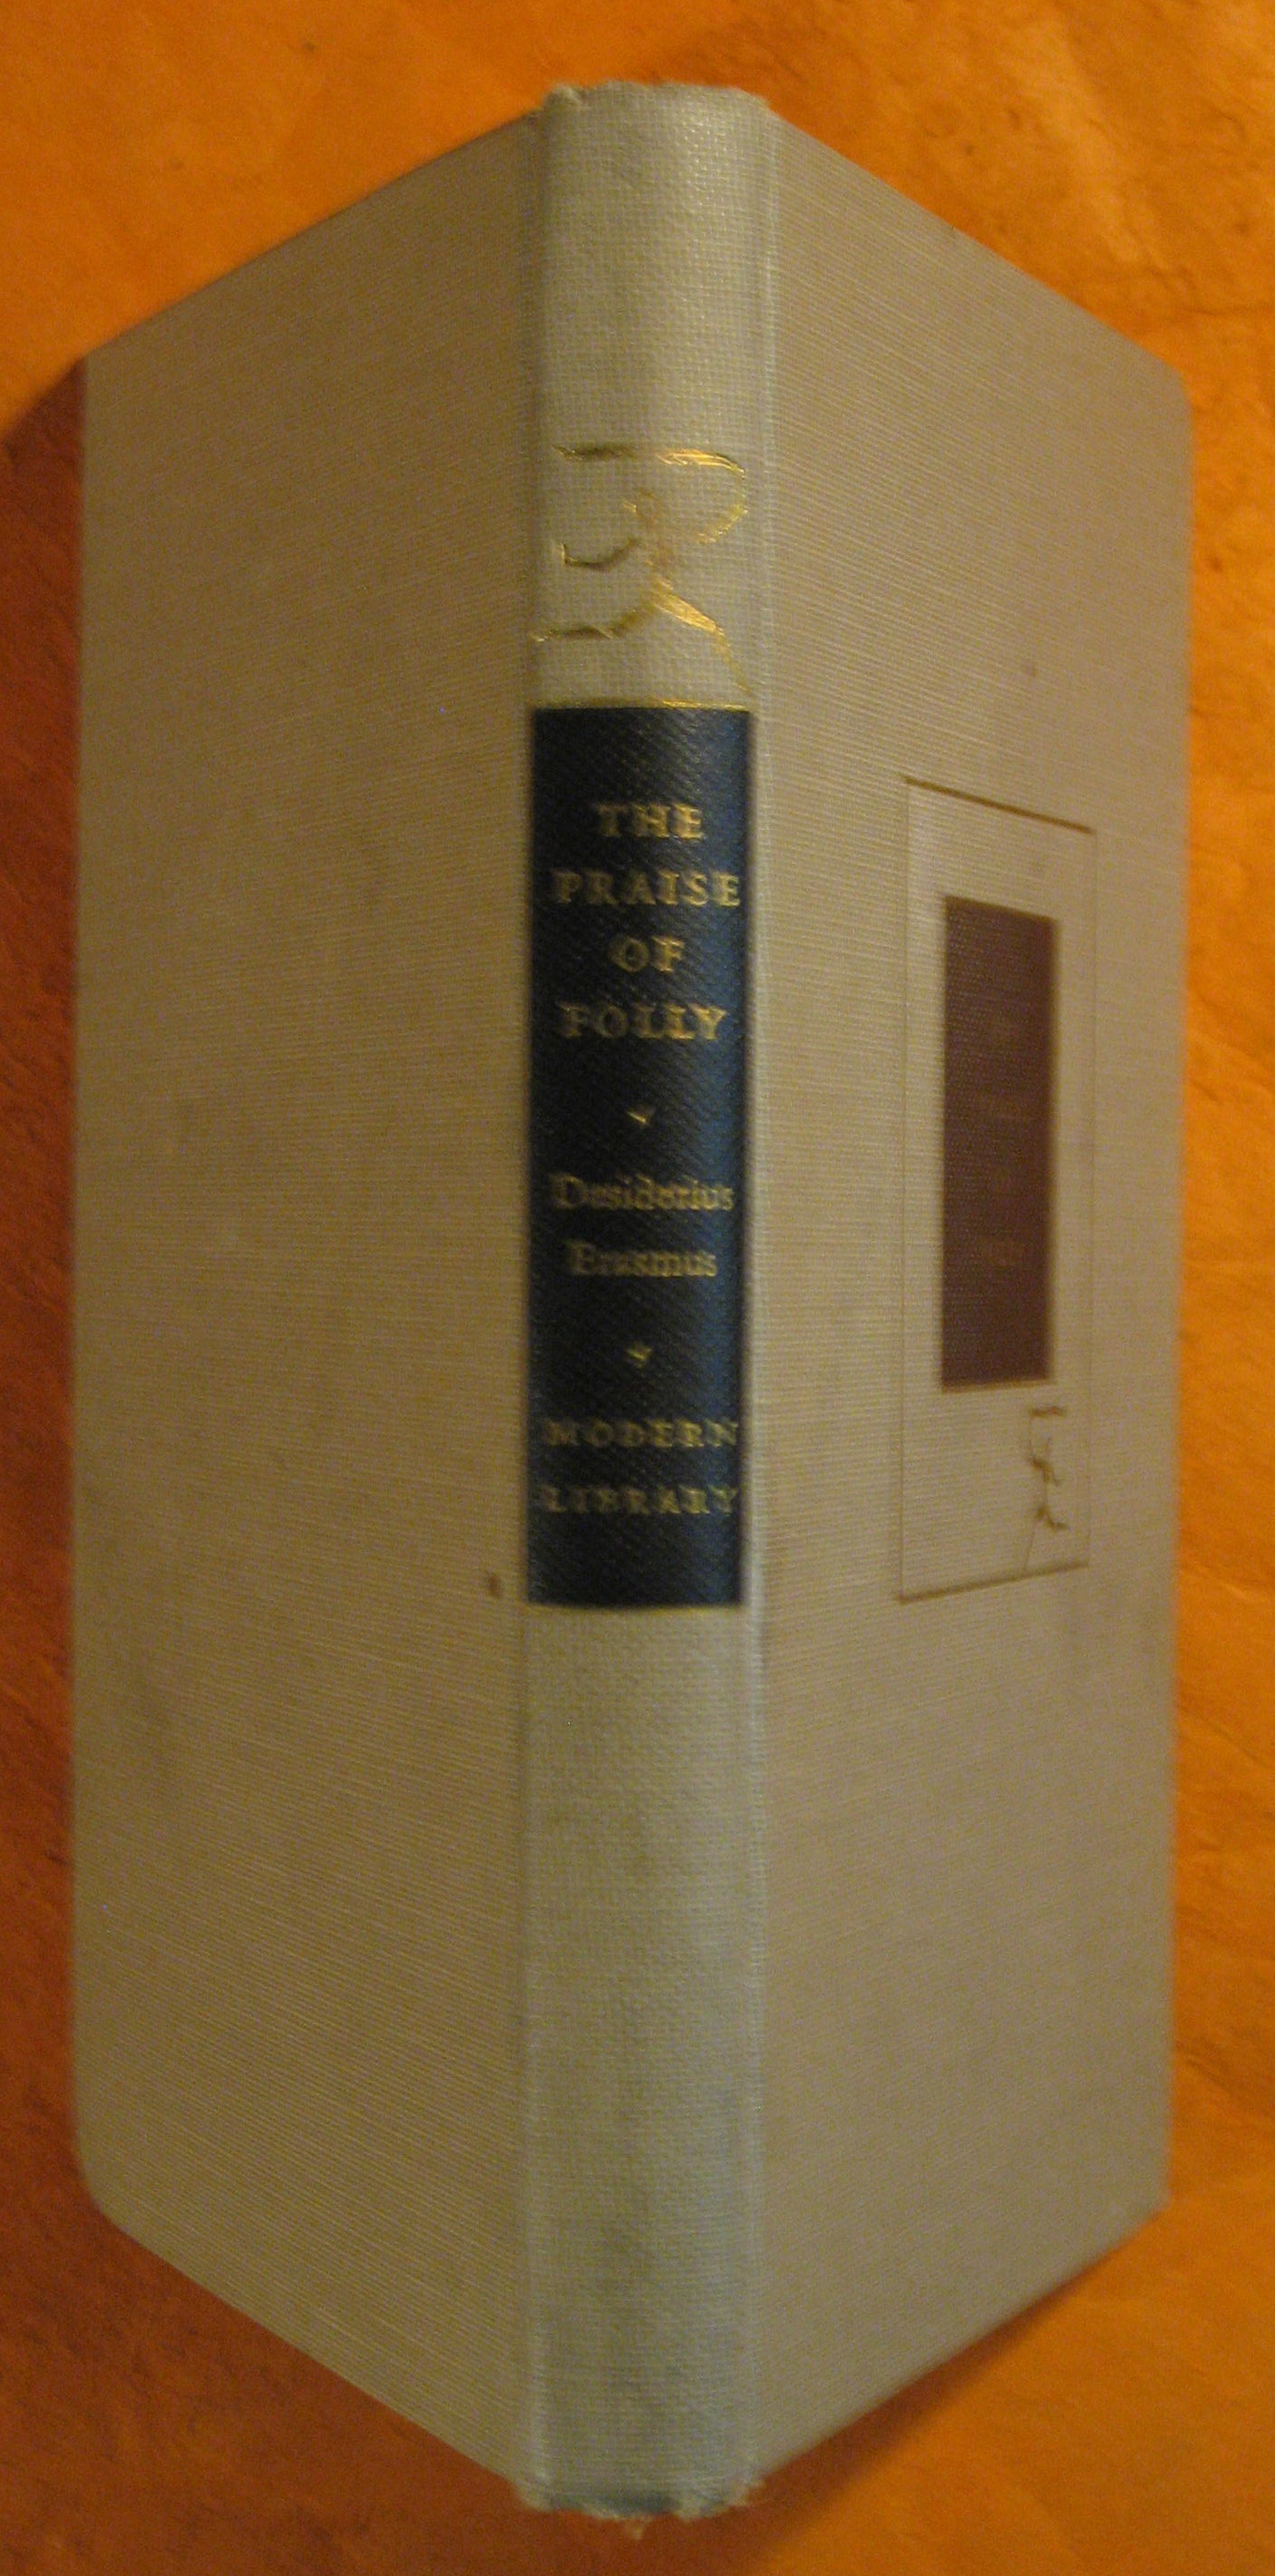 THE
PRAISE
OF
FOLLY
Desiderius
Erasmus
MODERN
LIBRARY